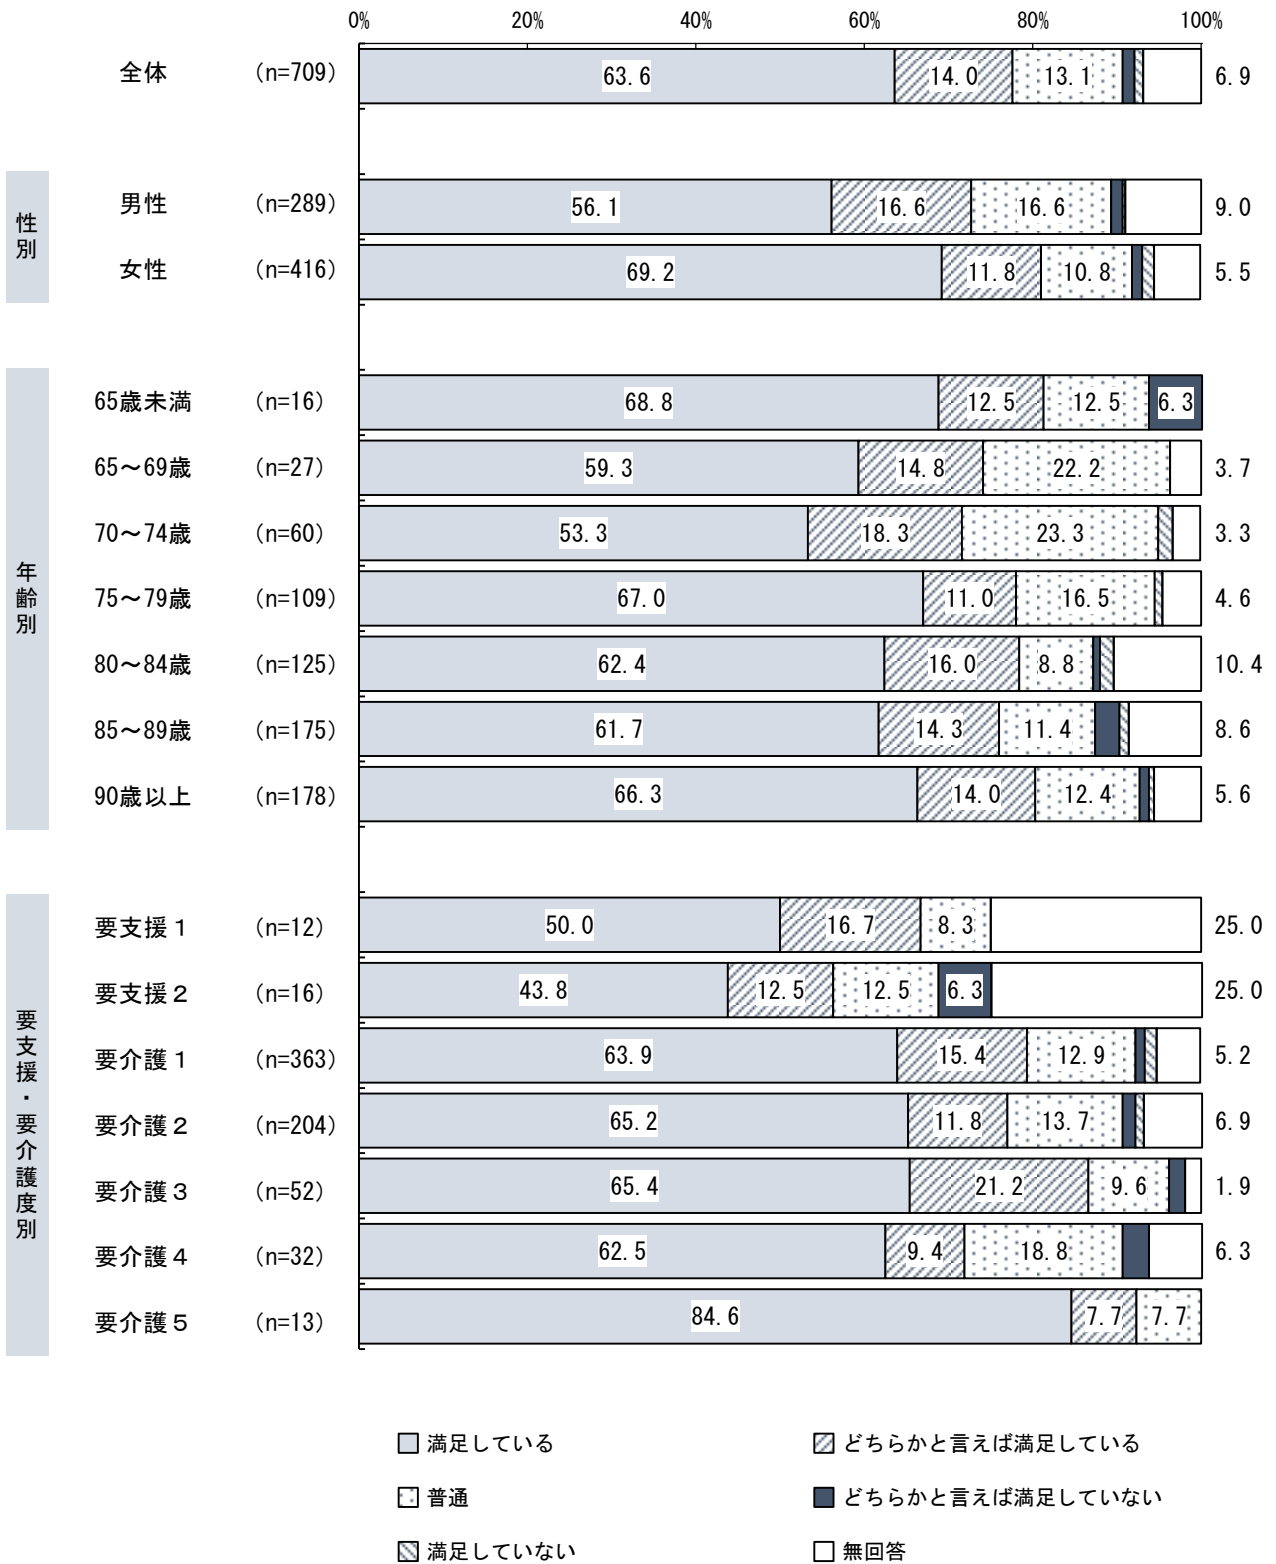 0% 20% 40% 60% 80% 100%
全体 (n=709) 63.6 14.0 13.1 6.9
性別
男性 (n=289) 56.1 16.6 16.6 9.0
女性 (n=416) 69.2 11.8 10.8 5.5
年齢別
65歳未満 (n=16) 68.8 12.5 12.5 6.3
65～69歳 (n=27) 59.3 14.8 22.2 3.7
70～74歳 (n=60) 53.3 18.3 23.3 3.3
75～79歳 (n=109) 67.0 11.0 16.5 4.6
80～84歳 (n=125) 62.4 16.0 8.8 10.4
85～89歳 (n=175) 61.7 14.3 11.4 8.6
90歳以上 (n=178) 66.3 14.0 12.4 5.6
要支援・要介護度別
要支援１ (n=12) 50.0 16.7 8.3 25.0
要支援２ (n=16) 43.8 12.5 12.5 6.3 25.0
要介護１ (n=363) 63.9 15.4 12.9 5.2
要介護２ (n=204) 65.2 11.8 13.7 6.9
要介護３ (n=52) 65.4 21.2 9.6 1.9
要介護４ (n=32) 62.5 9.4 18.8 6.3
要介護５ (n=13) 84.6 7.7 7.7
満足している どちらかと言えば満足している
普通 どちらかと言えば満足していない
満足していない 無回答